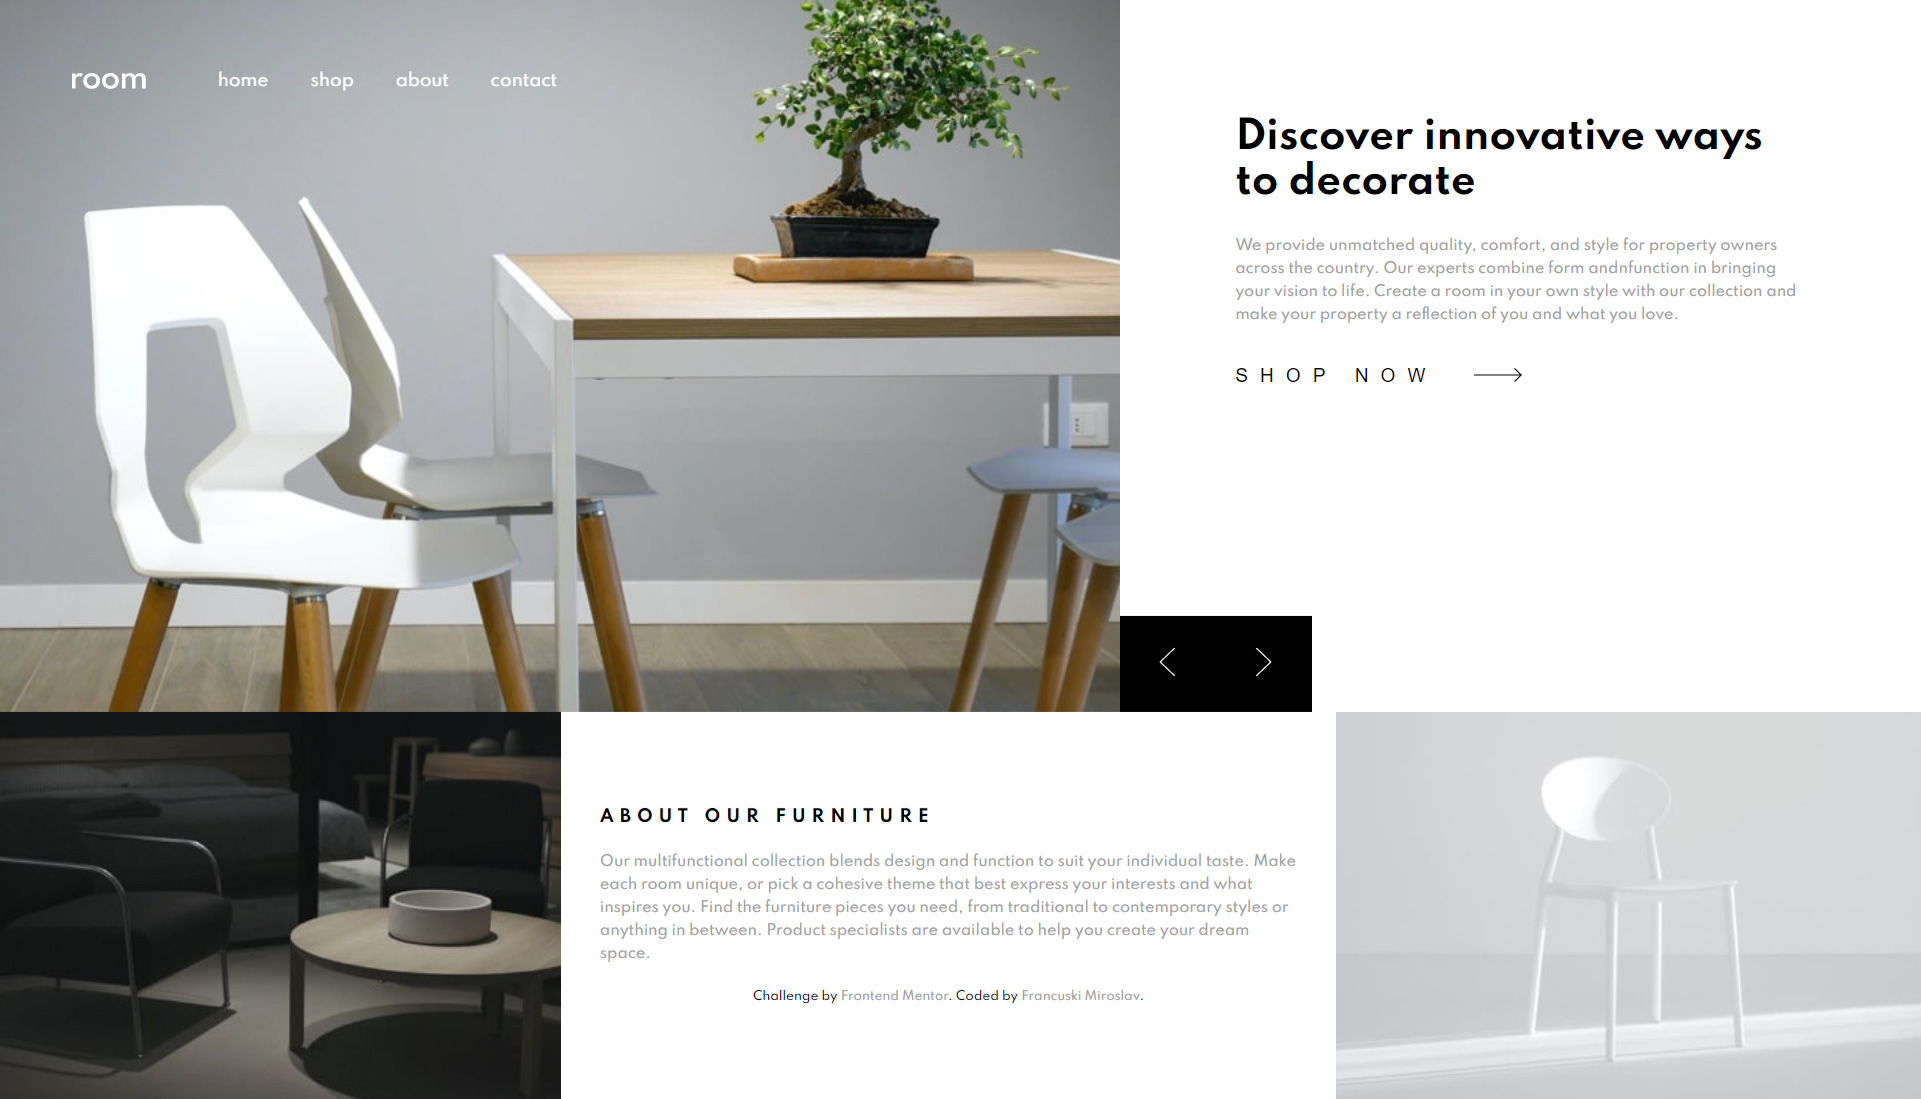 room
home shop about contact
Discover innovative ways
to decorate
We provide unmatched quality, comfort, and style for property owners
across the country. Our experts combine form andnfunction in bringing
your vision to life. Create a room in your own style with our collection and
make your property a reflection of you and what you love.
SHOP NOW
ABOUT OUR FURNITURE
Our multifunctional collection blends design and function to suit your individual taste. Make
each room unique, or pick a cohesive theme that best express your interests and what
inspires you. Find the furniture pieces you need, from traditional to contemporary styles or
anything in between. Product specialists are available to help you create your dream
space.
Challenge by Frontend Mentor. Coded by Francuski Miroslav.